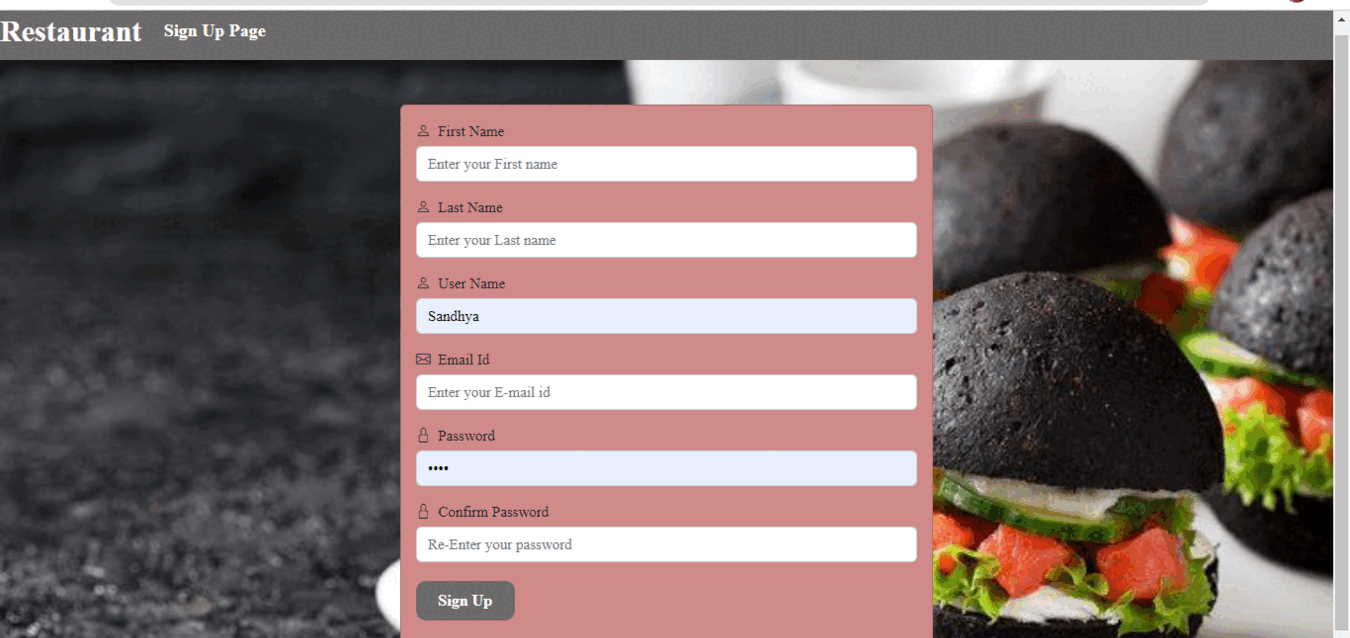 Restaurant Sign Up Page
First Name
Enter your First name
Last Name
Enter your Last name
User Name
Sandhya
Email Id
Enter your E-mail id
Password
••••
Confirm Password
Re-Enter your password
Sign Up